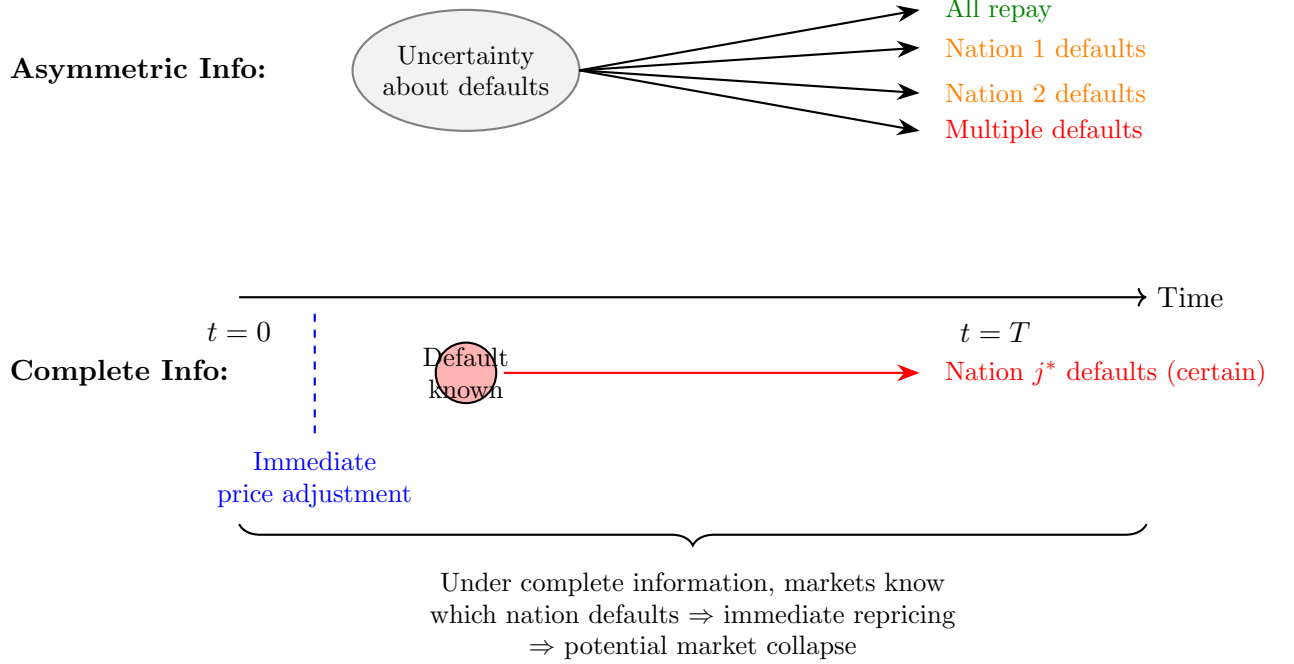 All repay
Asymmetric Info:
Uncertainty
about defaults
Nation 1 defaults
Nation 2 defaults
Multiple defaults
Time
t = 0
t = T
Complete Info:
Default
known
Nation j* defaults (certain)
Immediate
price adjustment
Under complete information, markets know
which nation defaults ⇒ immediate repricing
⇒ potential market collapse